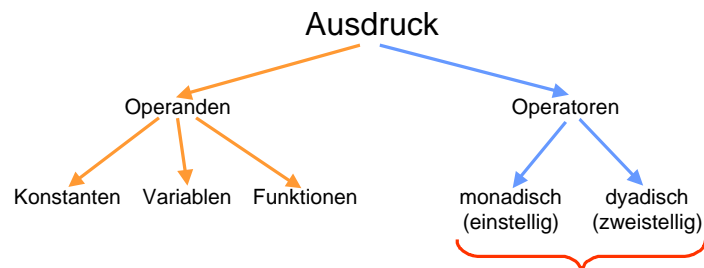 Ausdruck
Operanden
Operatoren
Konstanten
Variablen
Funktionen
monadisch
(einstellig)
dyadisch
(zweistellig)